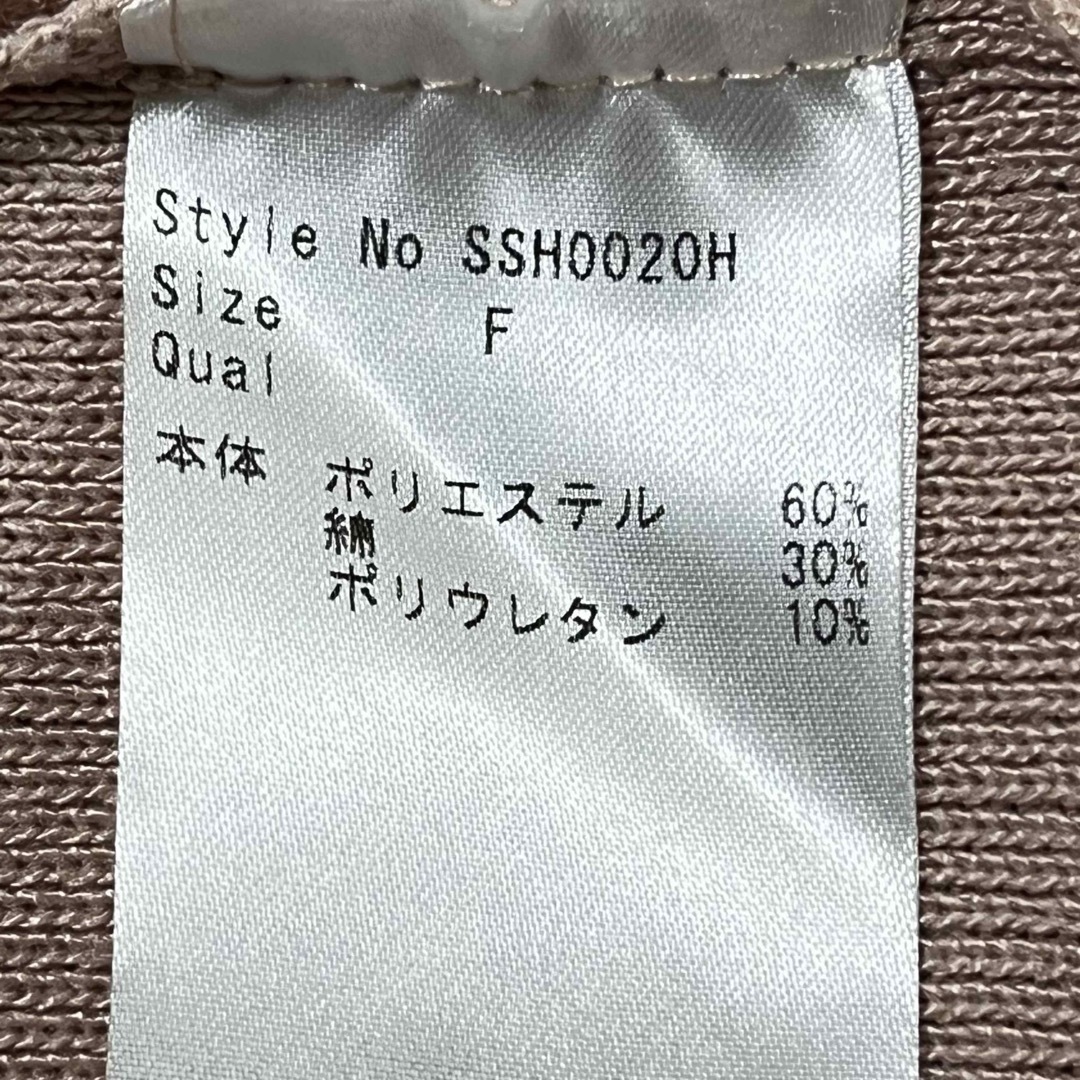 Style No SSH0020H
Size F
Qual
本体 ポリエステル 60%
綿 30%
ポリウレタン 10%